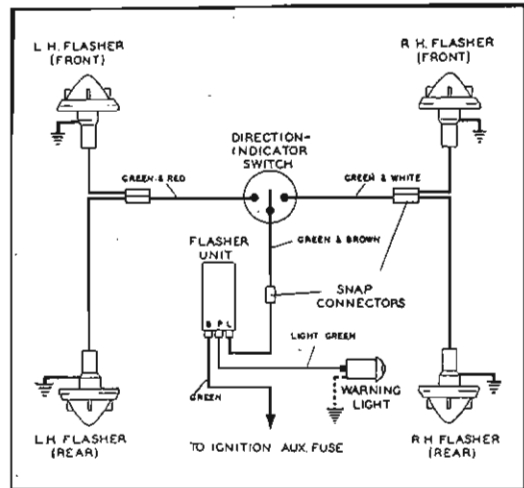 L H. FLASHER
(FRONT)
R H. FLASHER
(FRONT)
DIRECTION-
INDICATOR
SWITCH
GREEN & RED
GREEN & WHITE
GREEN & BROWN
FLASHER
UNIT
SNAP
CONNECTORS
B P L
LIGHT GREEN
GREEN
WARNING
LIGHT
L H FLASHER
(REAR)
TO IGNITION AUX. FUSE
R H FLASHER
(REAR)